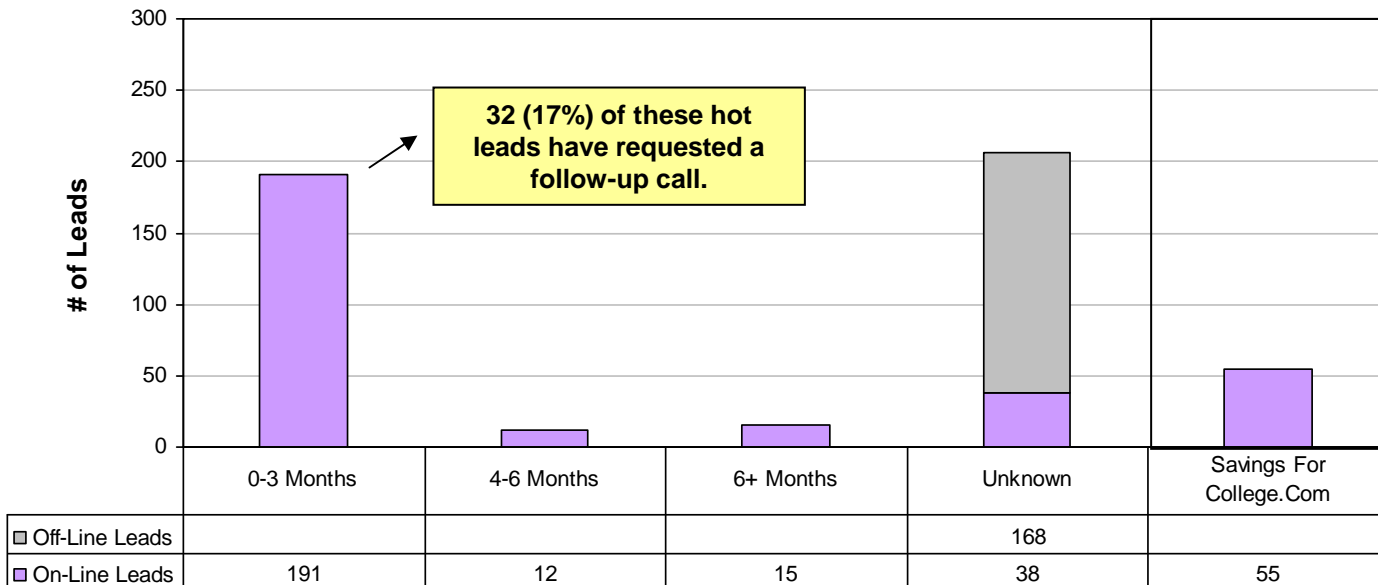 300
250
200
150
100
50
0
# of Leads
32 (17%) of these hot
leads have requested a
follow-up call.
0-3 Months
4-6 Months
6+ Months
Unknown
Savings For
College.Com
Off-Line Leads 168
On-Line Leads 191 12 15 38 55